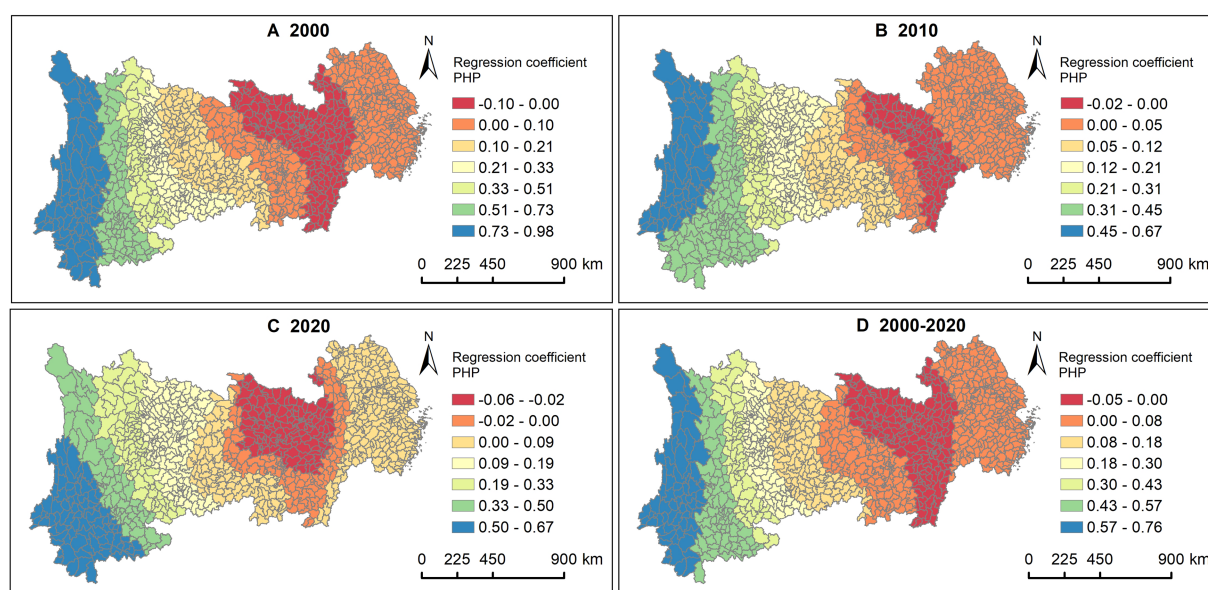 A 2000
N
Regression coefficient
PHP
-0.10 - 0.00
0.00 - 0.10
0.10 - 0.21
0.21 - 0.33
0.33 - 0.51
0.51 - 0.73
0.73 - 0.98
0 225 450 900 km
B 2010
N
Regression coefficient
PHP
-0.02 - 0.00
0.00 - 0.05
0.05 - 0.12
0.12 - 0.21
0.21 - 0.31
0.31 - 0.45
0.45 - 0.67
0 225 450 900 km
C 2020
N
Regression coefficient
PHP
-0.06 - -0.02
-0.02 - 0.00
0.00 - 0.09
0.09 - 0.19
0.19 - 0.33
0.33 - 0.50
0.50 - 0.67
0 225 450 900 km
D 2000-2020
N
Regression coefficient
PHP
-0.05 - 0.00
0.00 - 0.08
0.08 - 0.18
0.18 - 0.30
0.30 - 0.43
0.43 - 0.57
0.57 - 0.76
0 225 450 900 km